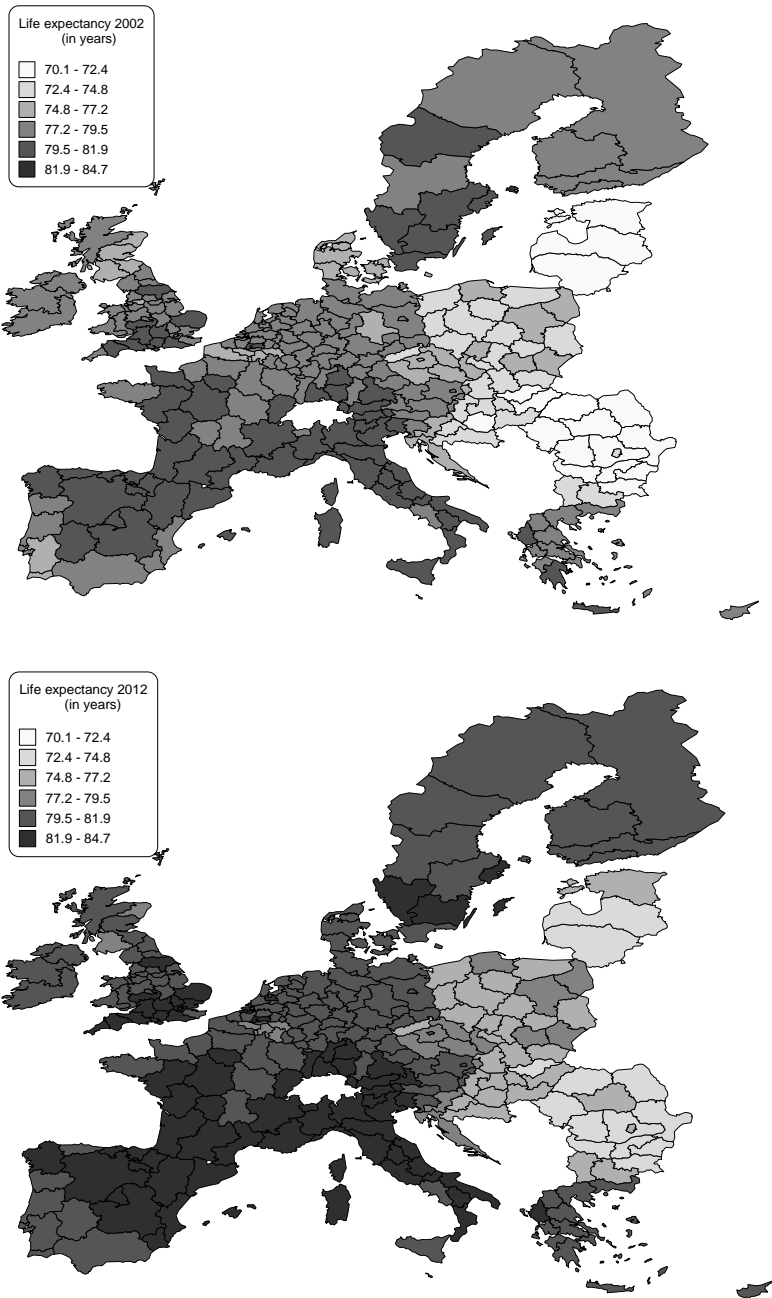 Life expectancy 2002
(in years)
70.1 - 72.4
72.4 - 74.8
74.8 - 77.2
77.2 - 79.5
79.5 - 81.9
81.9 - 84.7
Life expectancy 2012
(in years)
70.1 - 72.4
72.4 - 74.8
74.8 - 77.2
77.2 - 79.5
79.5 - 81.9
81.9 - 84.7